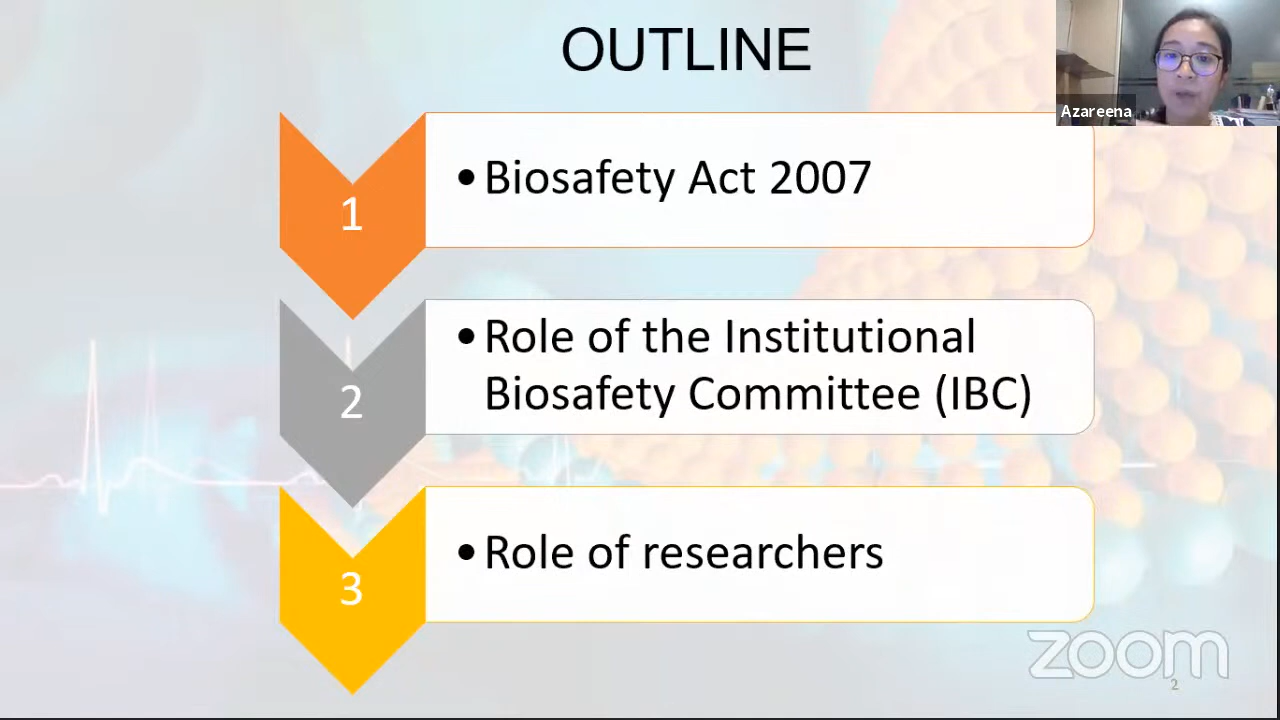 OUTLINE
Azareena
1
•Biosafety Act 2007
2
•Role of the Institutional
Biosafety Committee (IBC)
3
•Role of researchers
zoom
2